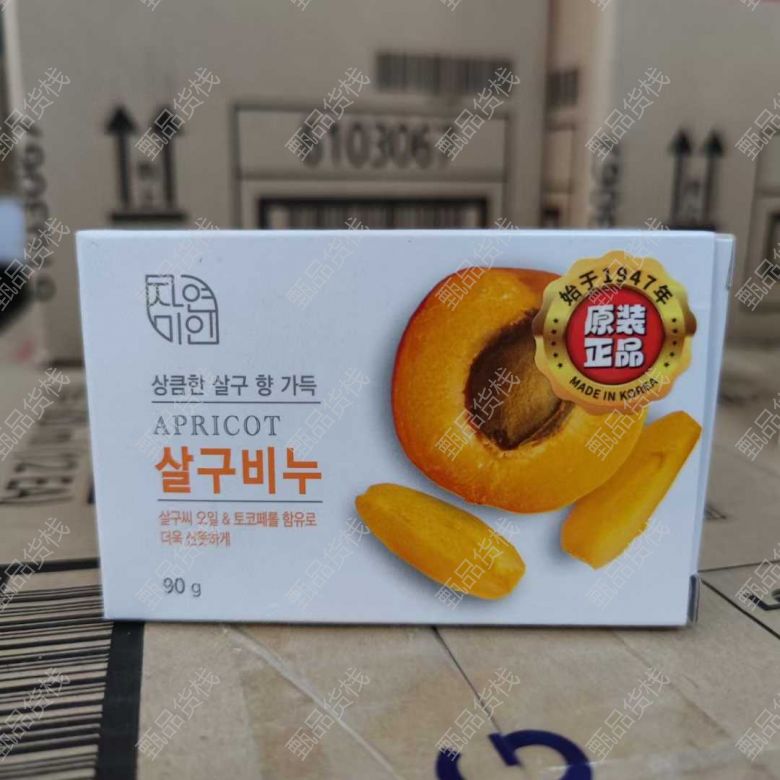 6103067
자연
미인
始于1947年
原装
正品
MADE IN KOREA
상큼한 살구 향 가득
APRICOT
살구비누
살구씨 오일 & 토코페롤 함유로
더욱 산뜻하게
90 g
甄品货栈